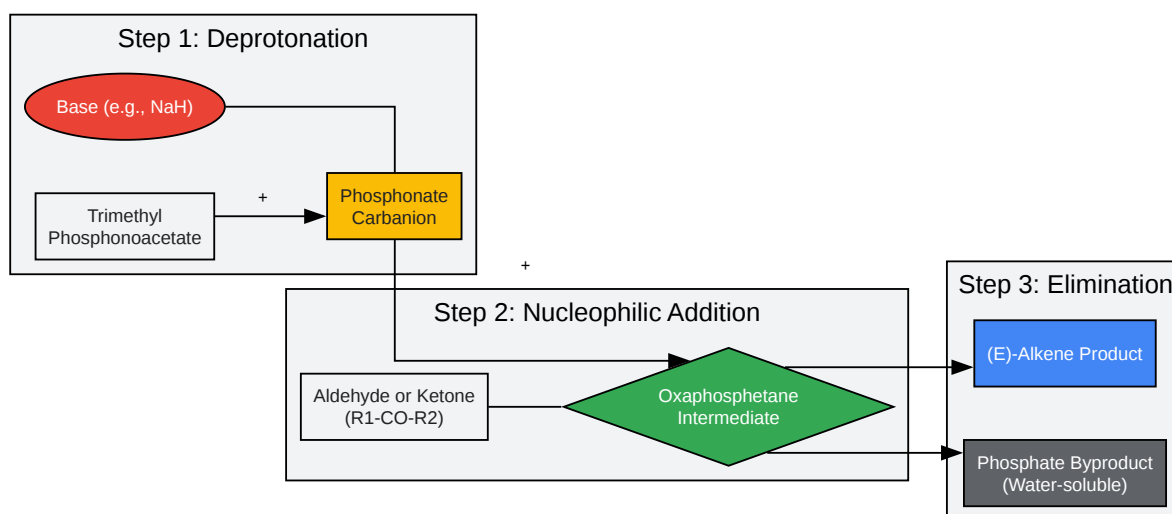 Step 1: Deprotonation
Base (e.g., NaH)
Trimethyl
Phosphonoacetate
+
Phosphonate
Carbanion
+
Step 2: Nucleophilic Addition
Aldehyde or Ketone
(R1-CO-R2)
Oxaphosphetane
Intermediate
Step 3: Elimination
(E)-Alkene Product
Phosphate Byproduct
(Water-soluble)